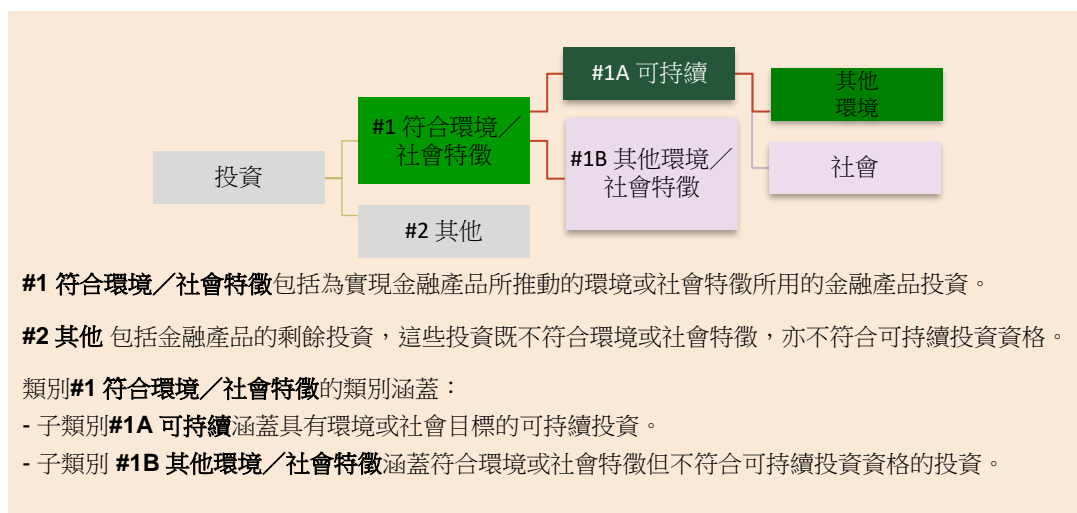 #1A 可持續
其他
環境
#1 符合環境／
社會特徵
#1B 其他環境／
社會特徵
社會
投資
#2 其他
#1 符合環境／社會特徵包括為實現金融產品所推動的環境或社會特徵所用的金融產品投資。
#2 其他 包括金融產品的剩餘投資，這些投資既不符合環境或社會特徵，亦不符合可持續投資資格。
類別#1 符合環境／社會特徵的類別涵蓋：
- 子類別#1A 可持續涵蓋具有環境或社會目標的可持續投資。
- 子類別 #1B 其他環境／社會特徵涵蓋符合環境或社會特徵但不符合可持續投資資格的投資。